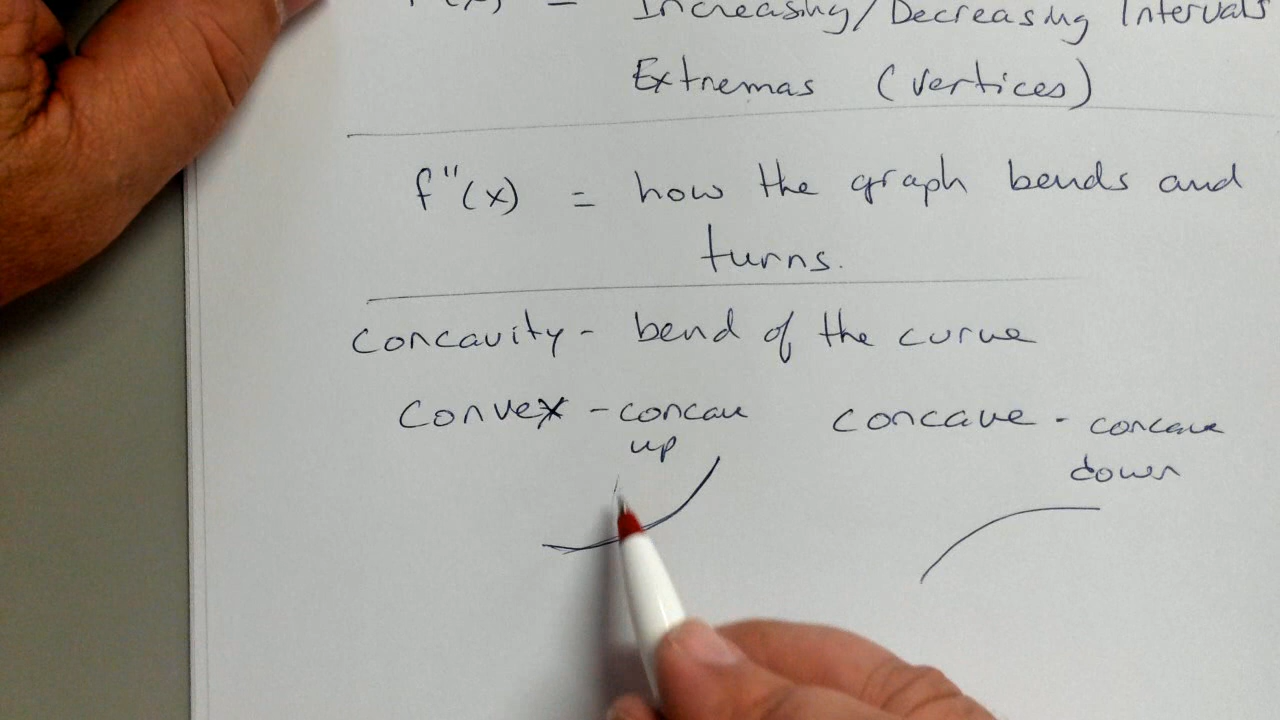 f'(x) = Increasing/Decreasing Intervals
Extremas (vertices)
f"(x) = how the graph bends and
turns.
concavity - bend of the curve
convex - concave up
concave - concave down